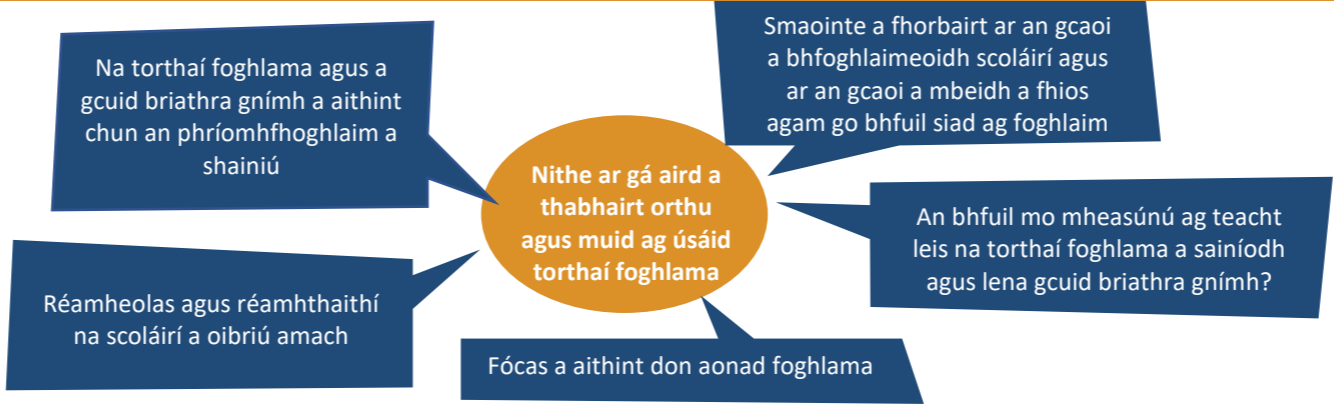 Na torthaí foghlama agus a
gcuid briathra gnímh a aithint
chun an phríomhfhoghlaim a
shainiú
Smaointe a fhorbairt ar an gcaoi
a bhfoghlaimeoidh scoláirí agus
ar an gcaoi a mbeidh a fhios
agam go bhfuil siad ag foghlaim
Nithe ar gá aird a
thabhairt orthu
agus muid ag úsáid
torthaí foghlama
An bhfuil mo mheasúnú ag teacht
leis na torthaí foghlama a sainíodh
agus lena gcuid briathra gnímh?
Réamheolas agus réamhthaithí
na scoláirí a oibriú amach
Fócas a aithint don aonad foghlama